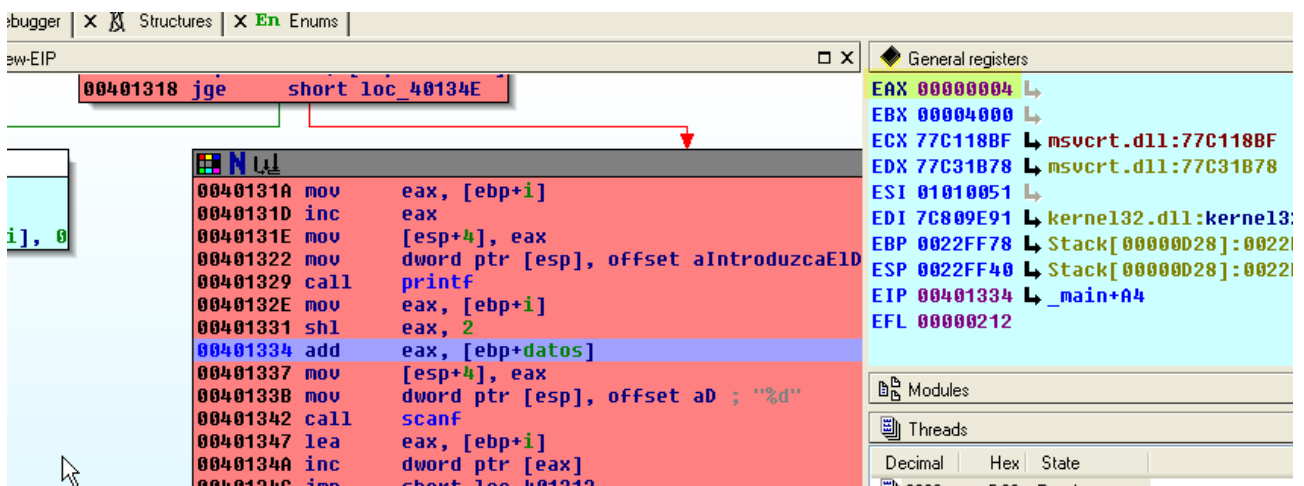 ebugger Structures En Enums
ew-EIP
00401318 jge short loc_40134E
i], 0
N
0040131A mov eax, [ebp+i]
0040131D inc eax
0040131E mov [esp+4], eax
00401322 mov dword ptr [esp], offset aIntroduzcaElD
00401329 call printf
0040132E mov eax, [ebp+i]
00401331 shl eax, 2
00401334 add eax, [ebp+datos]
00401337 mov [esp+4], eax
0040133B mov dword ptr [esp], offset aD ; "%d"
00401342 call scanf
00401347 lea eax, [ebp+i]
0040134A inc dword ptr [eax]
General registers
EAX 00000004
EBX 00004000
ECX 77C118BF msvcrt.dll:77C118BF
EDX 77C31B78 msvcrt.dll:77C31B78
ESI 01010051
EDI 7C809E91 kernel32.dll:kernel32
EBP 0022FF78 Stack[00000D28]:0022
ESP 0022FF40 Stack[00000D28]:0022
EIP 00401334 _main+A4
EFL 00000212
Modules
Threads
Decimal Hex State